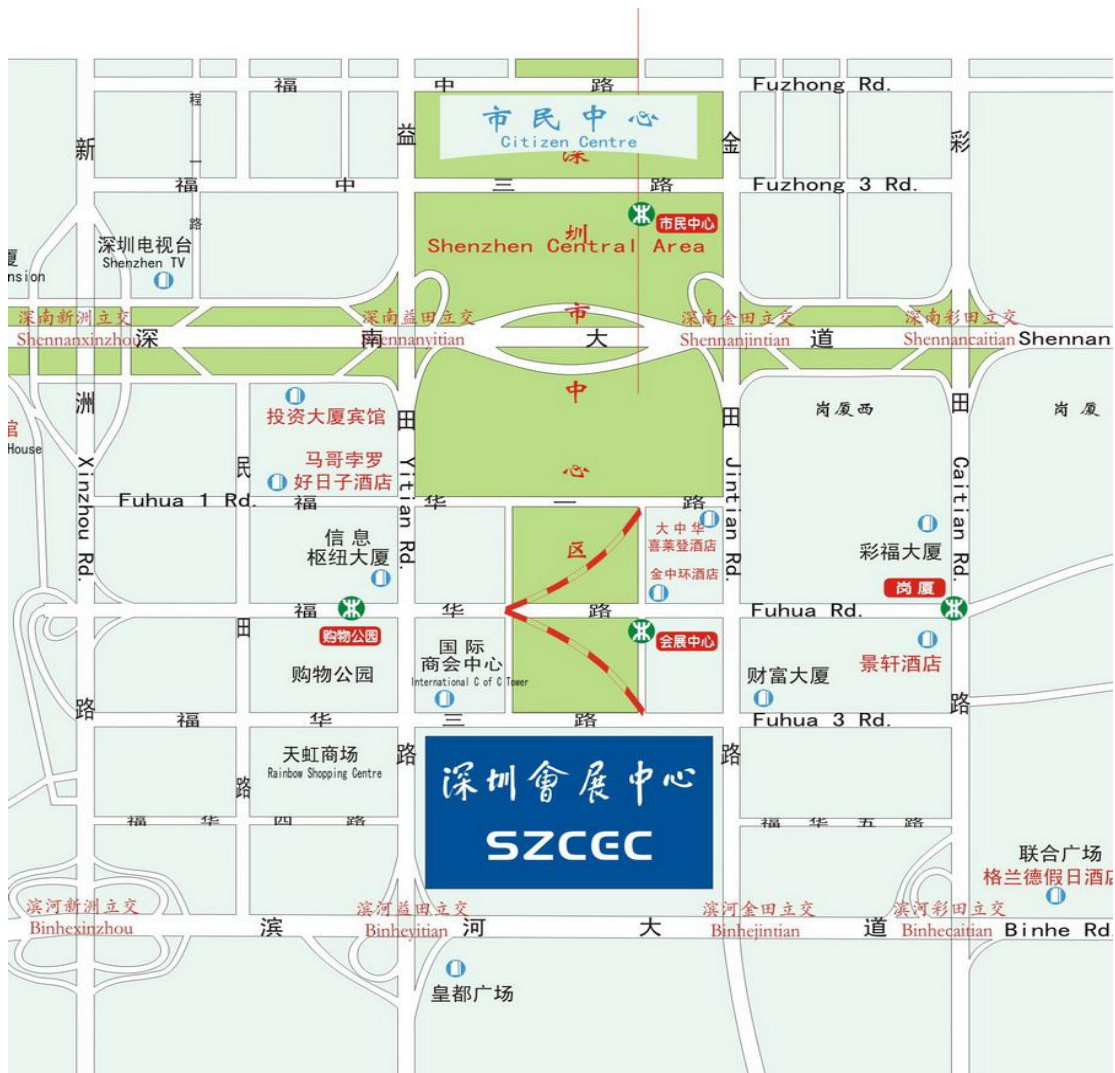 福中路 Fuzhong Rd.
程一路
市民中心
Citizen Centre
新洲路
Xinzhou Rd.
益田路
Yitian Rd.
金田路
Jintian Rd.
彩田路
Caitian Rd.
深圳市中心区
福中三路 Fuzhong 3 Rd.
市民中心
Shenzhen Central Area
深圳电视台
Shenzhen TV
厦
nsion
深南新洲立交
Shennanxinzhou
深南益田立交
Shennanyitian
深南金田立交
Shennanjintian
深南彩田立交
Shennancaitian
深南大道 Shennan
投资大厦宾馆
岗厦西
岗厦
馆
House
马哥孛罗
好日子酒店
民田路
Fuhua 1 Rd. 福华一路
信息
枢纽大厦
大中华
喜莱登酒店
金中环酒店
彩福大厦
岗厦
福华路 Fuhua Rd.
购物公园
购物公园
国际
商会中心
International C of C Tower
会展中心
财富大厦
景轩酒店
福华三路 Fuhua 3 Rd.
天虹商场
Rainbow Shopping Centre
深圳會展中心
SZCEC
福华四路
福华五路
联合广场
格兰德假日酒店
滨河新洲立交
Binhexinzhou
滨河益田立交
Binheyitian
滨河金田立交
Binhejintian
滨河彩田立交
Binhecaitian
滨河大道 Binhe Rd.
皇都广场